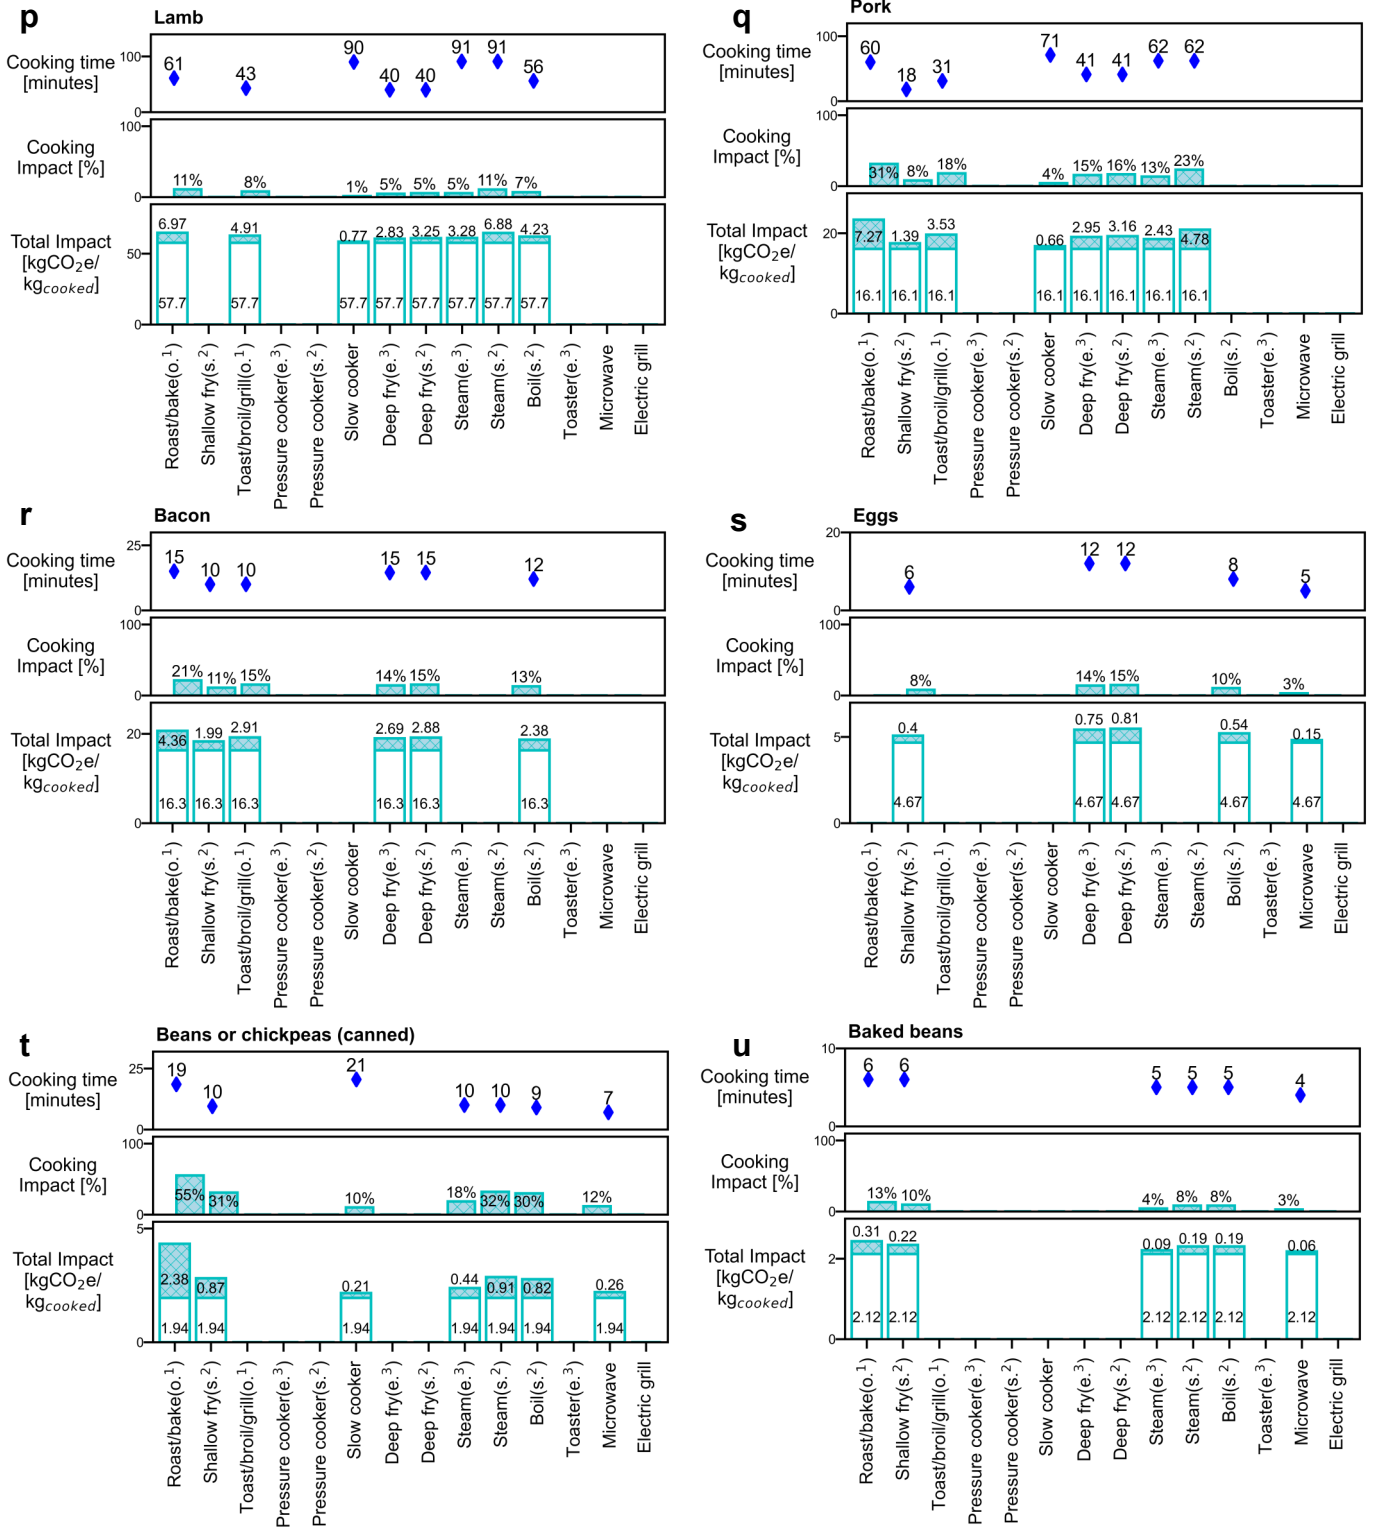 p
Lamb
Cooking time
[minutes]
100
0
61
43
90
40
40
91
91
56
Cooking
Impact [%]
100
0
11%
8%
1%
5%
5%
5%
11%
7%
Total Impact
[kgCO2e/
kgcooked]
50
0
6.97
4.91
0.77
2.83
3.25
3.28
6.88
4.23
57.7
57.7
57.7
57.7
57.7
57.7
57.7
57.7
Roast/bake(o.1)
Shallow fry(s.2)
Toast/broil/grill(o.1)
Pressure cooker(e.3)
Pressure cooker(s.2)
Slow cooker
Deep fry(e.3)
Deep fry(s.2)
Steam(e.3)
Steam(s.2)
Boil(s.2)
Toaster(e.3)
Microwave
Electric grill
q
Pork
Cooking time
[minutes]
100
0
60
18
31
71
41
41
62
62
Cooking
Impact [%]
100
0
31%
8%
18%
4%
15%
16%
13%
23%
Total Impact
[kgCO2e/
kgcooked]
20
0
7.27
1.39
3.53
0.66
2.95
3.16
2.43
4.78
16.1
16.1
16.1
16.1
16.1
16.1
16.1
16.1
Roast/bake(o.1)
Shallow fry(s.2)
Toast/broil/grill(o.1)
Pressure cooker(e.3)
Pressure cooker(s.2)
Slow cooker
Deep fry(e.3)
Deep fry(s.2)
Steam(e.3)
Steam(s.2)
Boil(s.2)
Toaster(e.3)
Microwave
Electric grill
r
Bacon
Cooking time
[minutes]
25
0
15
10
10
15
15
12
Cooking
Impact [%]
100
0
21%
11%
15%
14%
15%
13%
Total Impact
[kgCO2e/
kgcooked]
20
0
4.36
1.99
2.91
2.69
2.88
2.38
16.3
16.3
16.3
16.3
16.3
16.3
Roast/bake(o.1)
Shallow fry(s.2)
Toast/broil/grill(o.1)
Pressure cooker(e.3)
Pressure cooker(s.2)
Slow cooker
Deep fry(e.3)
Deep fry(s.2)
Steam(e.3)
Steam(s.2)
Boil(s.2)
Toaster(e.3)
Microwave
Electric grill
s
Eggs
Cooking time
[minutes]
20
0
6
12
12
8
5
Cooking
Impact [%]
100
0
8%
14%
15%
10%
3%
Total Impact
[kgCO2e/
kgcooked]
5
0
0.4
0.75
0.81
0.54
0.15
4.67
4.67
4.67
4.67
4.67
Roast/bake(o.1)
Shallow fry(s.2)
Toast/broil/grill(o.1)
Pressure cooker(e.3)
Pressure cooker(s.2)
Slow cooker
Deep fry(e.3)
Deep fry(s.2)
Steam(e.3)
Steam(s.2)
Boil(s.2)
Toaster(e.3)
Microwave
Electric grill
t
Beans or chickpeas (canned)
Cooking time
[minutes]
25
0
19
10
21
10
10
9
7
Cooking
Impact [%]
100
0
55%
31%
10%
18%
32%
30%
12%
Total Impact
[kgCO2e/
kgcooked]
5
0
2.38
0.87
0.21
0.44
0.91
0.82
0.26
1.94
1.94
1.94
1.94
1.94
1.94
1.94
Roast/bake(o.1)
Shallow fry(s.2)
Toast/broil/grill(o.1)
Pressure cooker(e.3)
Pressure cooker(s.2)
Slow cooker
Deep fry(e.3)
Deep fry(s.2)
Steam(e.3)
Steam(s.2)
Boil(s.2)
Toaster(e.3)
Microwave
Electric grill
u
Baked beans
Cooking time
[minutes]
10
0
6
6
5
5
5
4
Cooking
Impact [%]
100
0
13%
10%
4%
8%
8%
3%
Total Impact
[kgCO2e/
kgcooked]
2
0
0.31
0.22
0.09
0.19
0.19
0.06
2.12
2.12
2.12
2.12
2.12
2.12
Roast/bake(o.1)
Shallow fry(s.2)
Toast/broil/grill(o.1)
Pressure cooker(e.3)
Pressure cooker(s.2)
Slow cooker
Deep fry(e.3)
Deep fry(s.2)
Steam(e.3)
Steam(s.2)
Boil(s.2)
Toaster(e.3)
Microwave
Electric grill